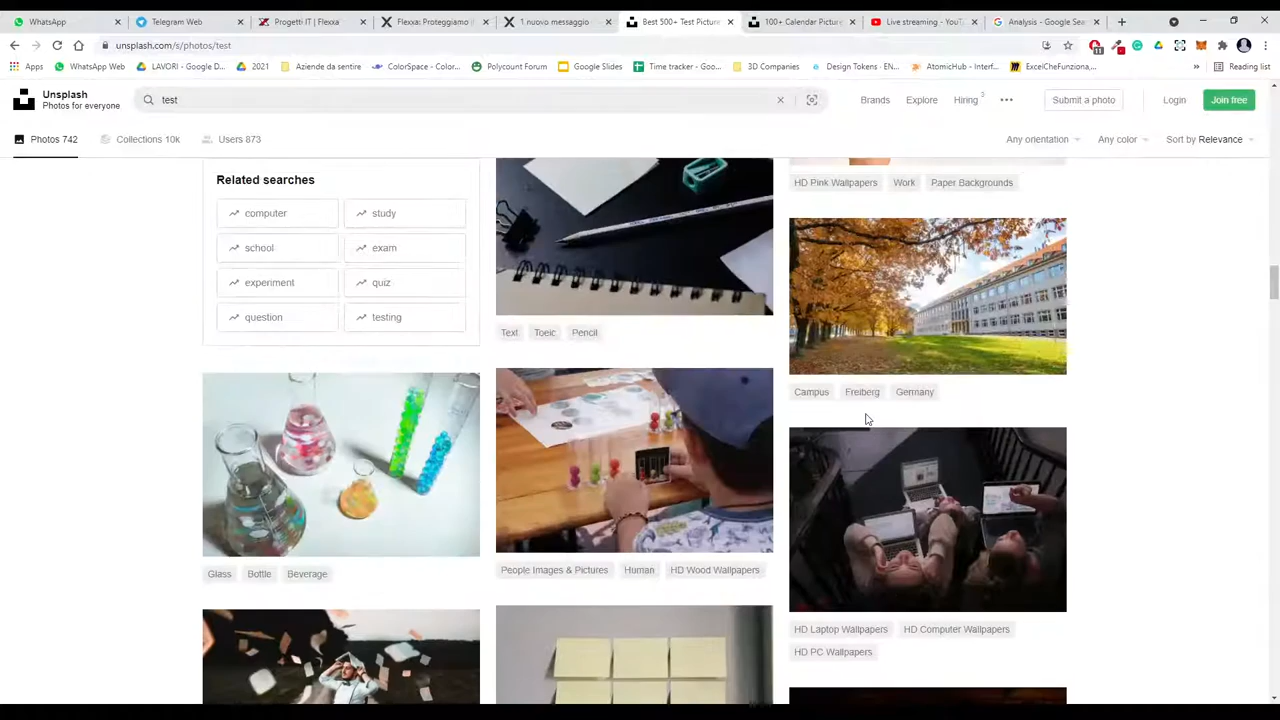 WhatsApp
Telegram Web
Progetti IT | Flexxa
Flexxa: Proteggiamo i
1 nuovo messaggio
Best 500+ Test Picture
100+ Calendar Picture
Live streaming - YouT
Analysis - Google Sea
unsplash.com/s/photos/test
Apps
WhatsApp Web
LAVORI - Google D...
2021
Aziende da sentire
ColorSpace - Color...
Polycount Forum
Google Slides
Time tracker - Goo...
3D Companies
Design Tokens · EN...
AtomicHub - Interf...
ExcelCheFunziona,...
Reading list
Unsplash
Photos for everyone
test
Brands
Explore
Hiring 2
Submit a photo
Login
Join free
Photos 742
Collections 10k
Users 873
Any orientation
Any color
Sort by Relevance
Related searches
computer
study
school
exam
experiment
quiz
question
testing
HD Pink Wallpapers
Work
Paper Backgrounds
Text
Toeic
Pencil
Campus
Freiberg
Germany
Glass
Bottle
Beverage
People Images & Pictures
Human
HD Wood Wallpapers
HD Laptop Wallpapers
HD Computer Wallpapers
HD PC Wallpapers